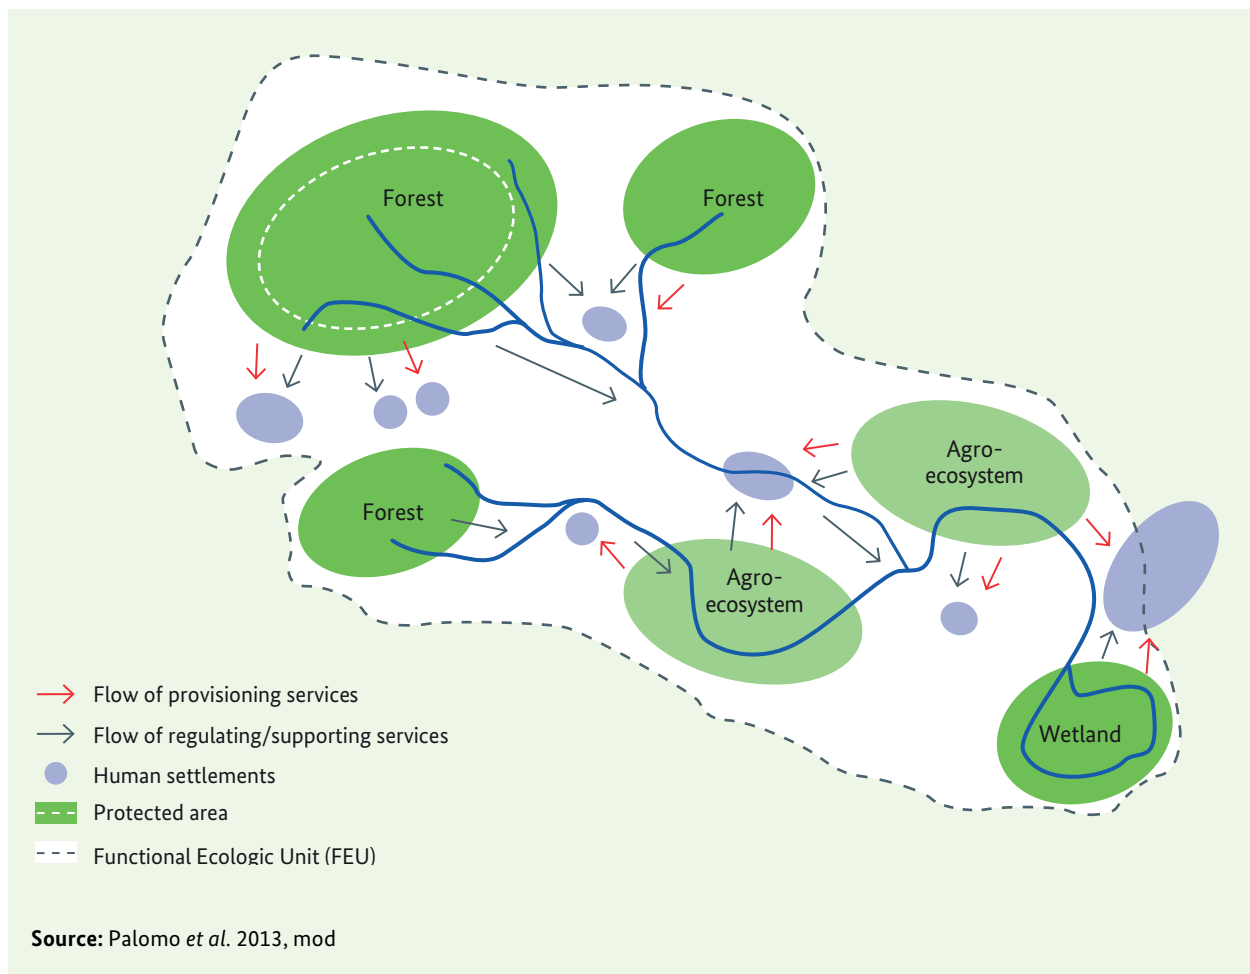 Forest
Forest
Agro-
ecosystem
Forest
Agro-
ecosystem
Wetland
Flow of provisioning services
Flow of regulating/supporting services
Human settlements
Protected area
Functional Ecologic Unit (FEU)
Source: Palomo et al. 2013, mod